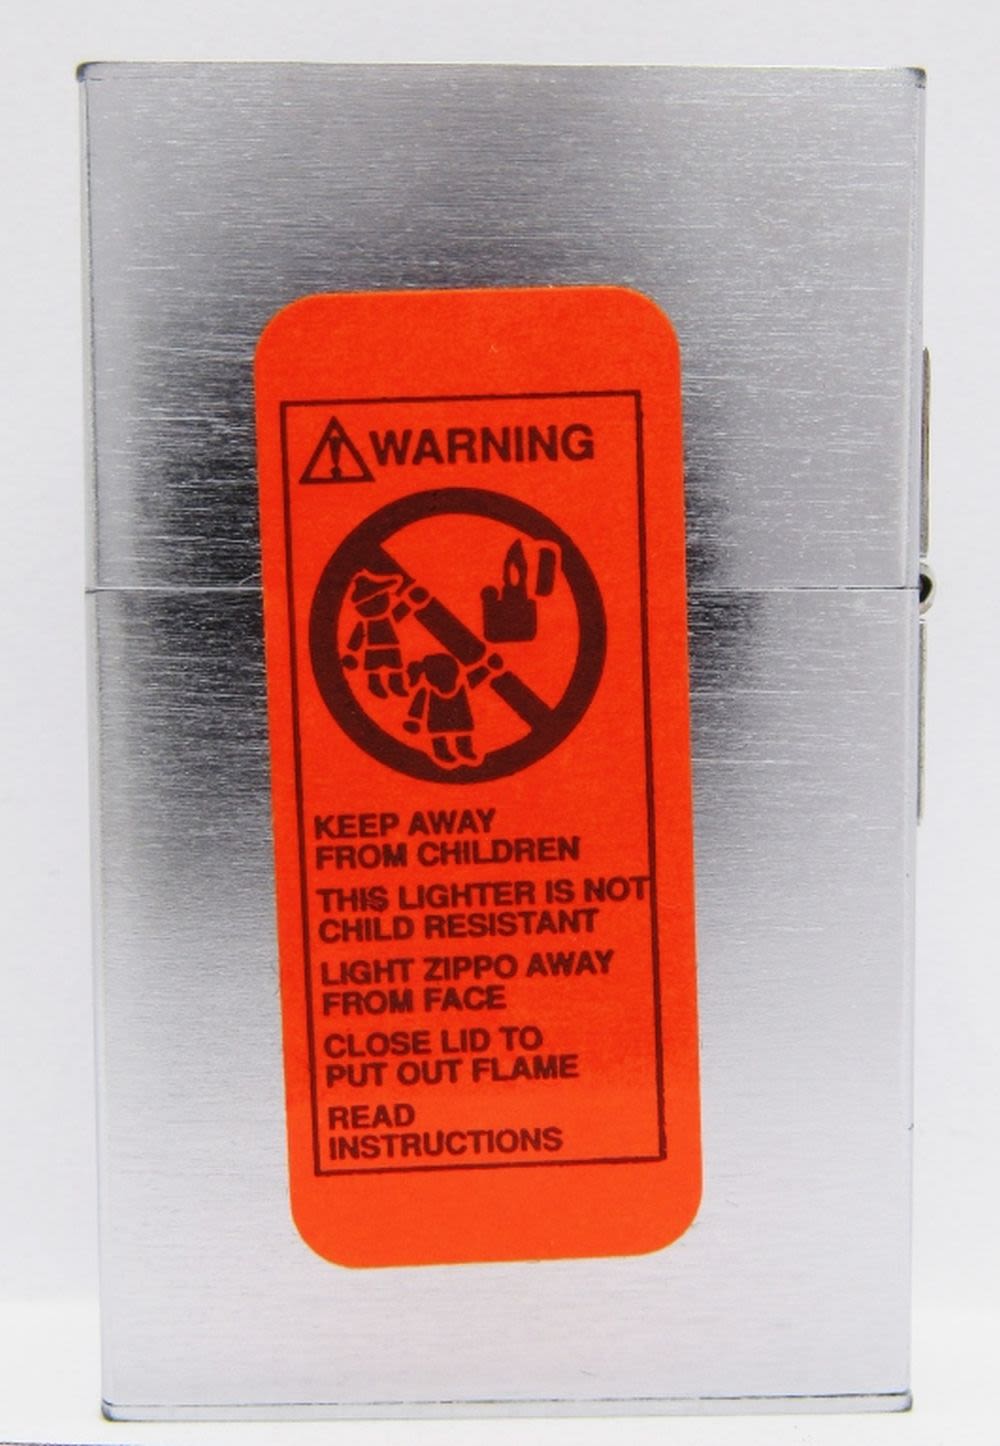 WARNING
KEEP AWAY
FROM CHILDREN
THIS LIGHTER IS NOT
CHILD RESISTANT
LIGHT ZIPPO AWAY
FROM FACE
CLOSE LID TO
PUT OUT FLAME
READ
INSTRUCTIONS